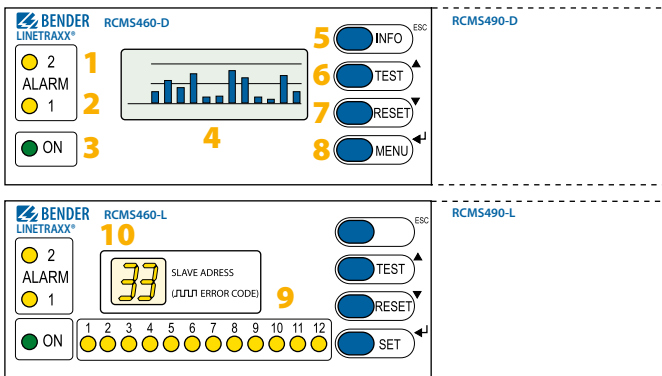 BENDER RCMS460-D RCMS490-D
LINETRAXX®
5 INFO ESC
2 1
6 TEST
ALARM
1 2
7 RESET
ON 3
4
8 MENU
BENDER RCMS460-L RCMS490-L
LINETRAXX®
10
ESC
2
33 SLAVE ADRESS
TEST
ALARM
( ERROR CODE)
1
9
RESET
1 2 3 4 5 6 7 8 9 10 11 12
ON
SET